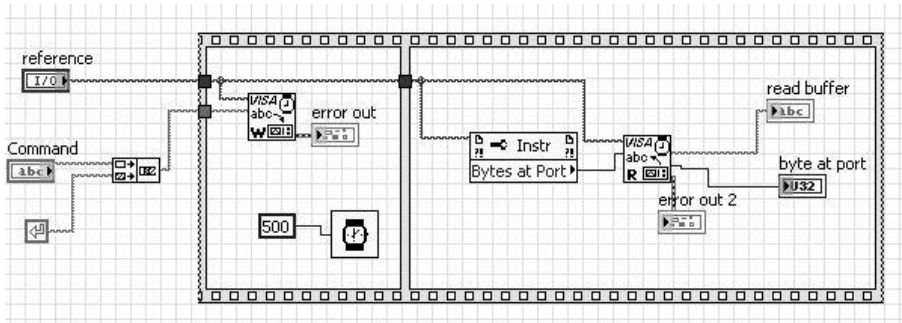 reference
I/O
Command
abc
VISA
abc
W
error out
500
Instr
Bytes at Port
VISA
abc
R
error out 2
read buffer
abc
byte at port
U32